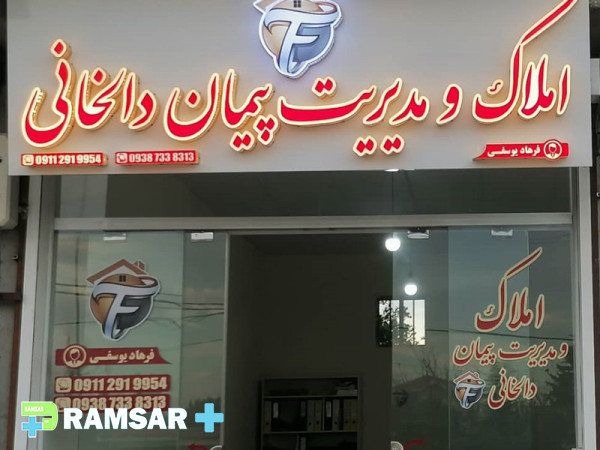 املاک و مدیریت پیمان دالخانی
0911 291 9954
0938 733 8313
فرهاد یوسفی
فرهاد یوسفی
0911 291 9954
0938 733 8313
املاک
و مدیریت پیمان
دالخانی
RAMSAR
RAMSAR